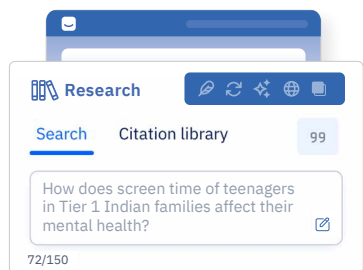 Research
Search
Citation library
99
How does screen time of teenagers
in Tier 1 Indian families affect their
mental health?
72/150